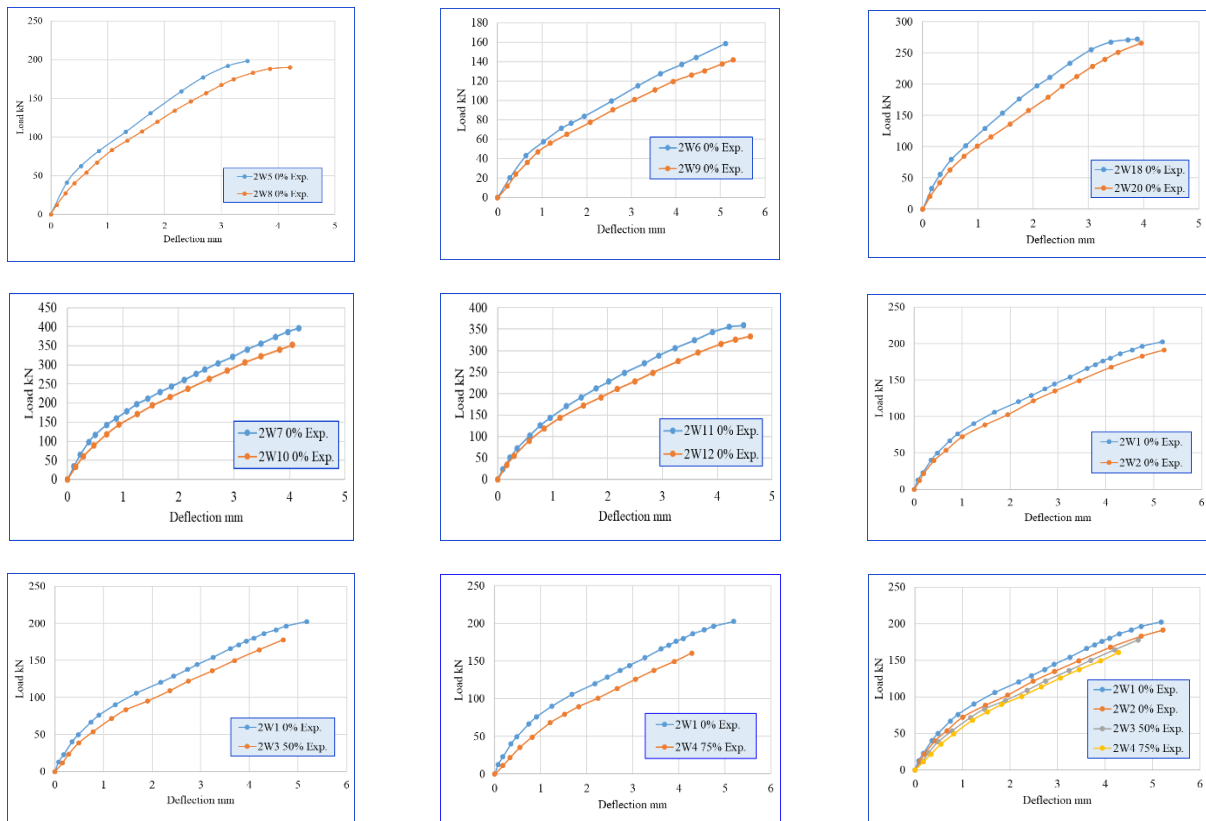 250
200
150
100
50
0
Load kN
0 1 2 3 4 5
Deflection mm
2W5 0% Exp.
2W8 0% Exp.
180
160
140
120
100
80
60
40
20
0
Load kN
0 1 2 3 4 5 6
Deflection mm
2W6 0% Exp.
2W9 0% Exp.
300
250
200
150
100
50
0
Load kN
0 1 2 3 4 5
Deflection mm
2W18 0% Exp.
2W20 0% Exp.
450
400
350
300
250
200
150
100
50
0
Load kN
0 1 2 3 4 5
Deflection mm
2W7 0% Exp.
2W10 0% Exp.
400
350
300
250
200
150
100
50
0
Load kN
0 1 2 3 4 5
Deflection mm
2W11 0% Exp.
2W12 0% Exp.
250
200
150
100
50
0
Load kN
0 1 2 3 4 5 6
Deflection mm
2W1 0% Exp.
2W2 0% Exp.
250
200
150
100
50
0
Load kN
0 1 2 3 4 5 6
Deflection mm
2W1 0% Exp.
2W3 50% Exp.
250
200
150
100
50
0
Load kN
0 1 2 3 4 5 6
Deflection mm
2W1 0% Exp.
2W4 75% Exp.
250
200
150
100
50
0
Load kN
0 1 2 3 4 5 6
Deflection mm
2W1 0% Exp.
2W2 0% Exp.
2W3 50% Exp.
2W4 75% Exp.